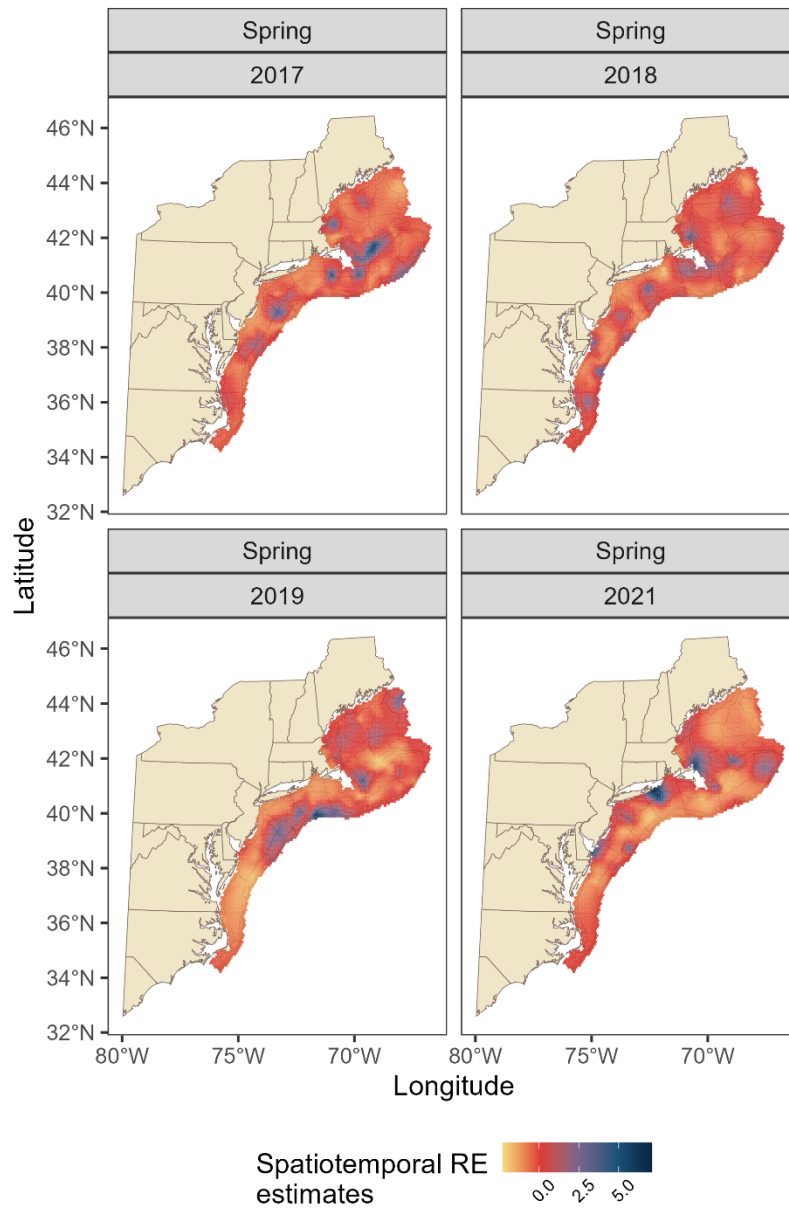 Spring
Spring
2017
2018
46°N
44°N
42°N
40°N
38°N
36°N
34°N
32°N
Latitude
Spring
Spring
2019
2021
46°N
44°N
42°N
40°N
38°N
36°N
34°N
32°N
80°W
75°W
70°W
80°W
75°W
70°W
Longitude
Spatiotemporal RE
estimates
0.0
2.5
5.0